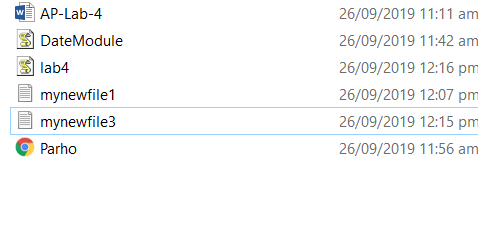 AP-Lab-4 26/09/2019 11:11 am
DateModule 26/09/2019 11:42 am
lab4 26/09/2019 12:16 pm
mynewfile1 26/09/2019 12:07 pm
mynewfile3 26/09/2019 12:15 pm
Parho 26/09/2019 11:56 am